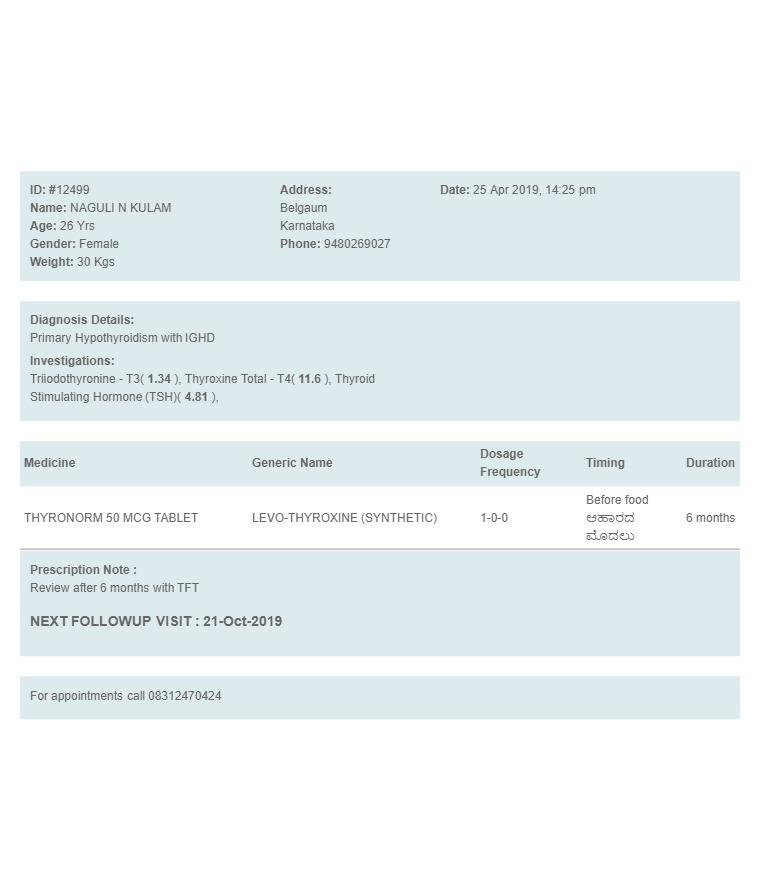 ID: #12499
Name: NAGULI N KULAM
Age: 26 Yrs
Gender: Female
Weight: 30 Kgs
Address:
Belgaum
Karnataka
Phone: 9480269027
Date: 25 Apr 2019, 14:25 pm
Diagnosis Details:
Primary Hypothyroidism with IGHD
Investigations:
Triiodothyronine - T3( 1.34 ), Thyroxine Total - T4( 11.6 ), Thyroid
Stimulating Hormone (TSH)( 4.81 ),
Medicine Generic Name Dosage Frequency Timing Duration
THYRONORM 50 MCG TABLET LEVO-THYROXINE (SYNTHETIC) 1-0-0 Before food ಆಹಾರದ ಮೊದಲು 6 months
Prescription Note :
Review after 6 months with TFT
NEXT FOLLOWUP VISIT : 21-Oct-2019
For appointments call 08312470424